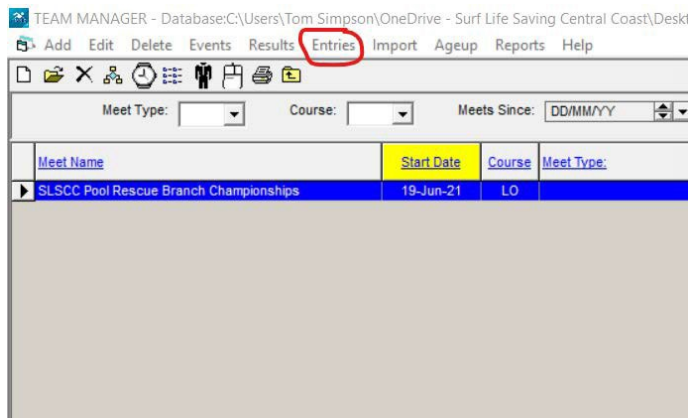 TEAM MANAGER - Database:C:\Users\Tom Simpson\OneDrive - Surf Life Saving Central Coast\Deskt
Add Edit Delete Events Results Entries Import Ageup Reports Help
Meet Type: Course: Meets Since: DD/MM/YY
Meet Name Start Date Course Meet Type:
SLSCC Pool Rescue Branch Championships 19-Jun-21 LO